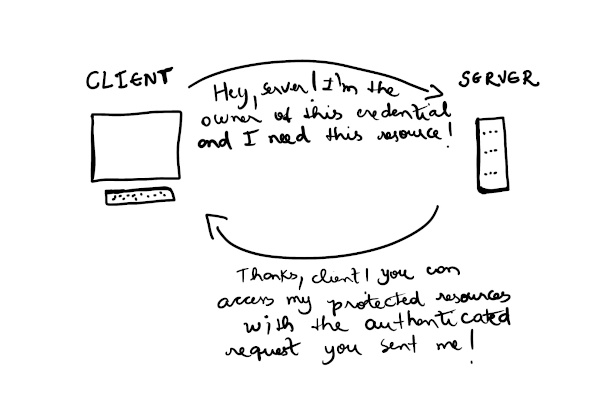 CLIENT
SERVER
Hey, server! I'm the
owner of this credential
and I need this resource!
Thanks, client! you can
access my protected resources
with the authenticated
request you sent me!